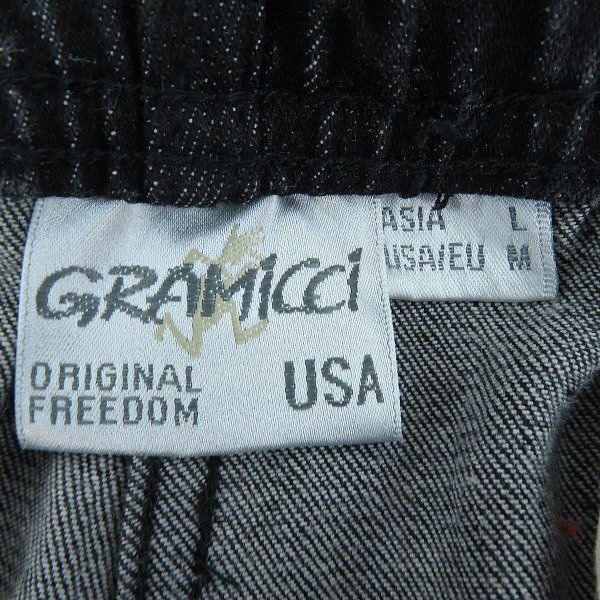 GRAMICCI
ORIGINAL
FREEDOM
USA
ASIA L
USA/EU M